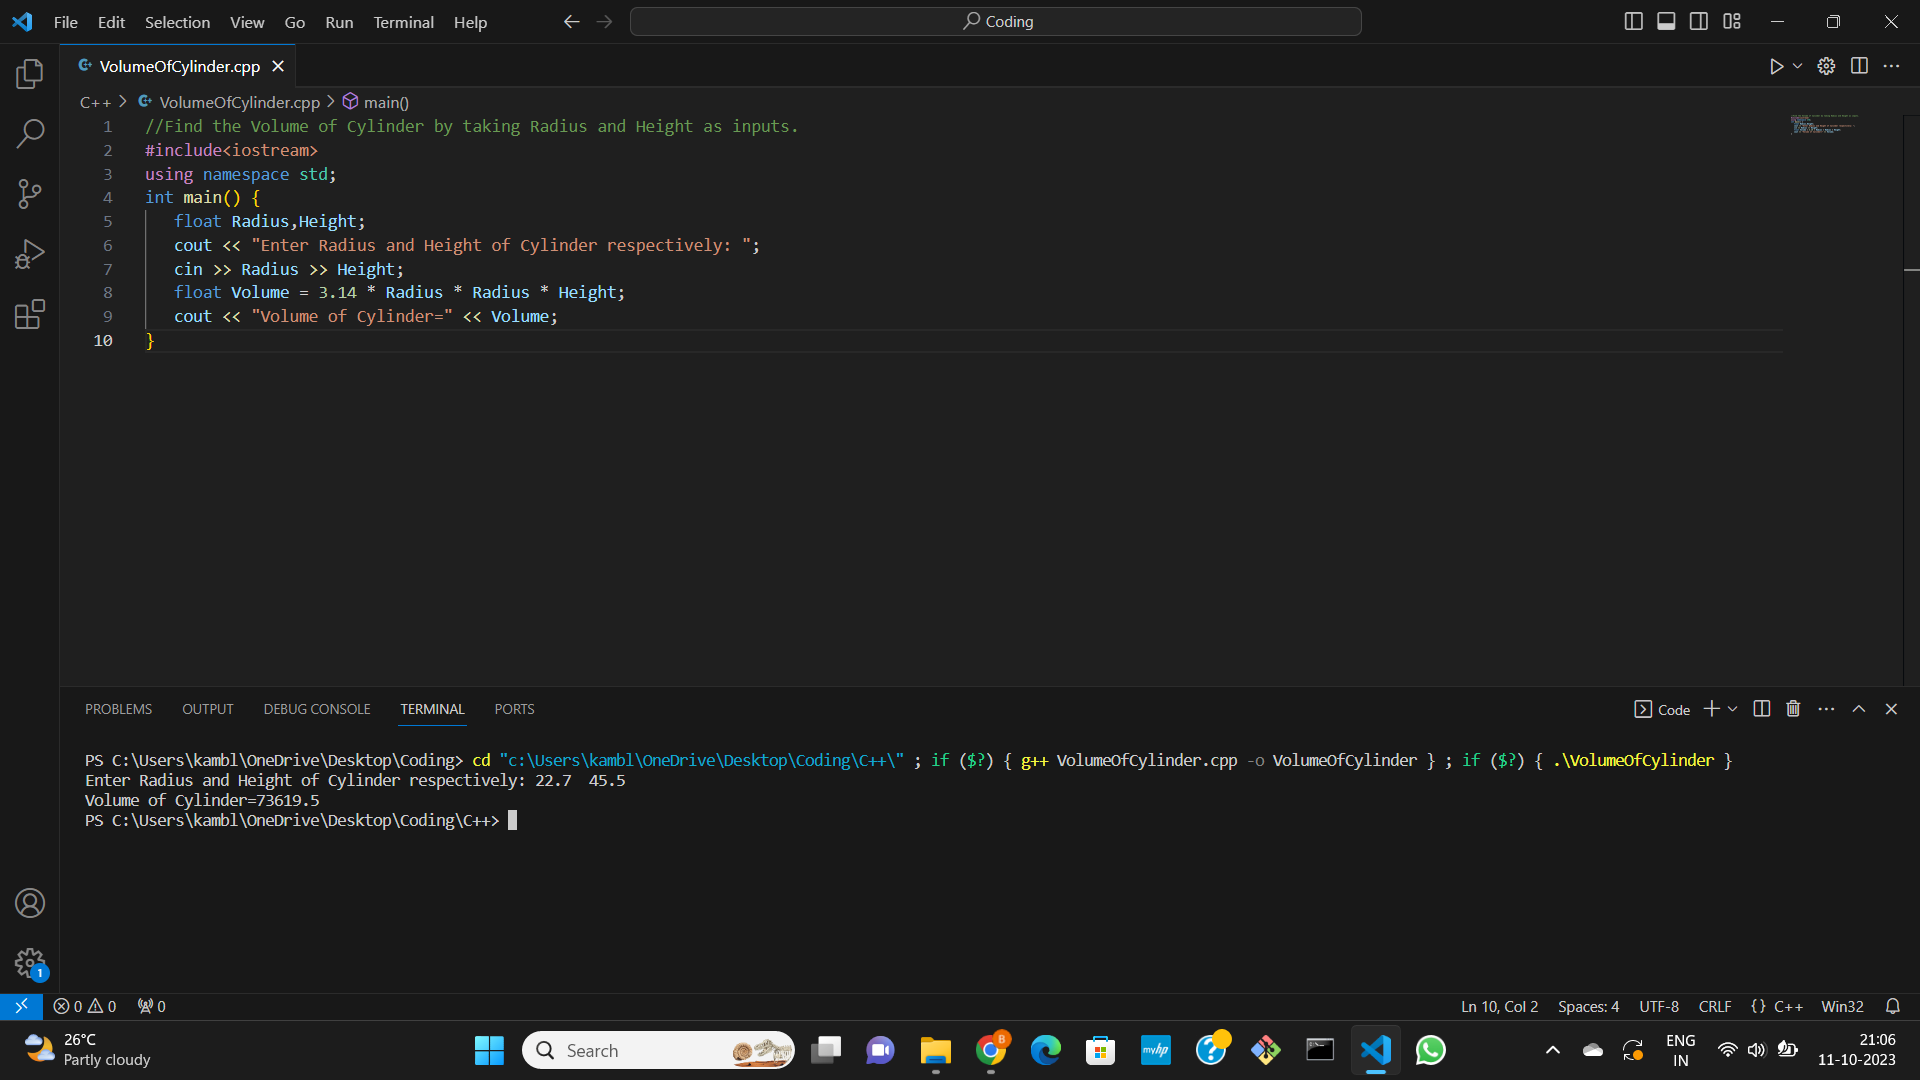 File Edit Selection View Go Run Terminal Help
Coding
VolumeOfCylinder.cpp
C++ > VolumeOfCylinder.cpp > main()
1 //Find the Volume of Cylinder by taking Radius and Height as inputs.
2 #include<iostream>
3 using namespace std;
4 int main() {
5 float Radius,Height;
6 cout << "Enter Radius and Height of Cylinder respectively: ";
7 cin >> Radius >> Height;
8 float Volume = 3.14 * Radius * Radius * Height;
9 cout << "Volume of Cylinder=" << Volume;
10 }
PROBLEMS OUTPUT DEBUG CONSOLE TERMINAL PORTS
Code
PS C:\Users\kambl\OneDrive\Desktop\Coding> cd "c:\Users\kambl\OneDrive\Desktop\Coding\C++\" ; if ($?) { g++ VolumeOfCylinder.cpp -o VolumeOfCylinder } ; if ($?) { .\VolumeOfCylinder }
Enter Radius and Height of Cylinder respectively: 22.7  45.5
Volume of Cylinder=73619.5
PS C:\Users\kambl\OneDrive\Desktop\Coding\C++>
1
0 0 0
Ln 10, Col 2 Spaces: 4 UTF-8 CRLF {} C++ Win32
26°C
Partly cloudy
Search
B
myhp
ENG
IN
21:06
11-10-2023